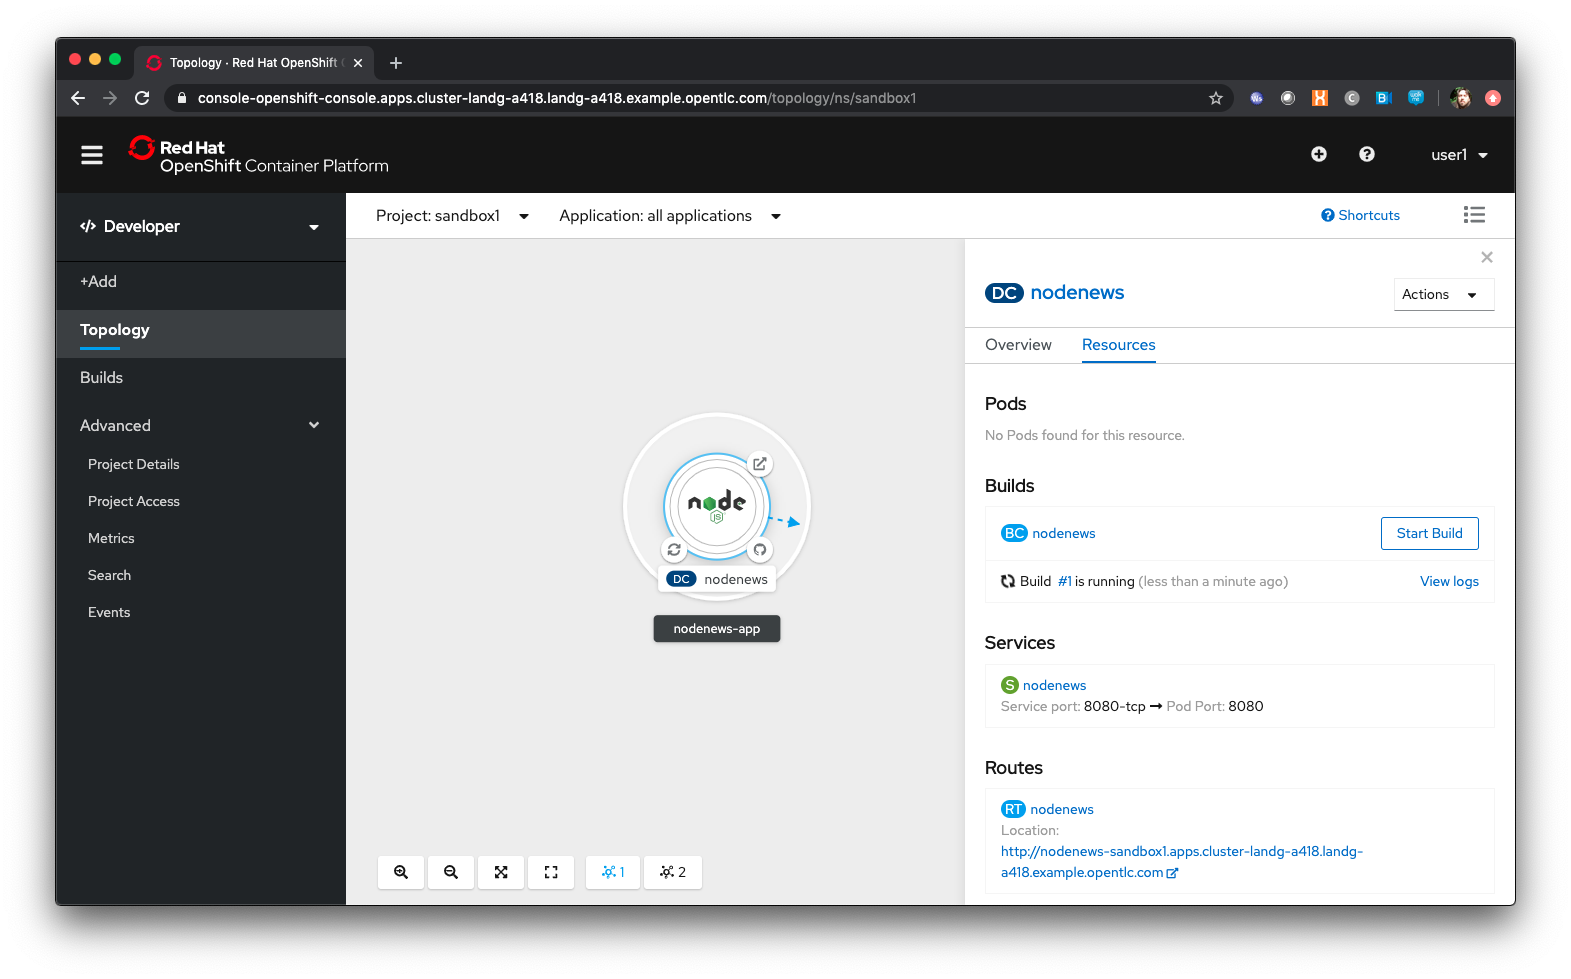 Topology · Red Hat OpenShift
console-openshift-console.apps.cluster-landg-a418.landg-a418.example.opentlc.com/topology/ns/sandbox1
Red Hat
OpenShift Container Platform
user1
Developer
Project: sandbox1
Application: all applications
Shortcuts
+Add
Topology
Builds
Advanced
Project Details
Project Access
Metrics
Search
Events
node
JS
DC nodenews
nodenews-app
1
2
DC nodenews
Actions
Overview
Resources
Pods
No Pods found for this resource.
Builds
BC nodenews
Start Build
Build #1 is running (less than a minute ago)
View logs
Services
S nodenews
Service port: 8080-tcp → Pod Port: 8080
Routes
RT nodenews
Location:
http://nodenews-sandbox1.apps.cluster-landg-a418.landg-
a418.example.opentlc.com